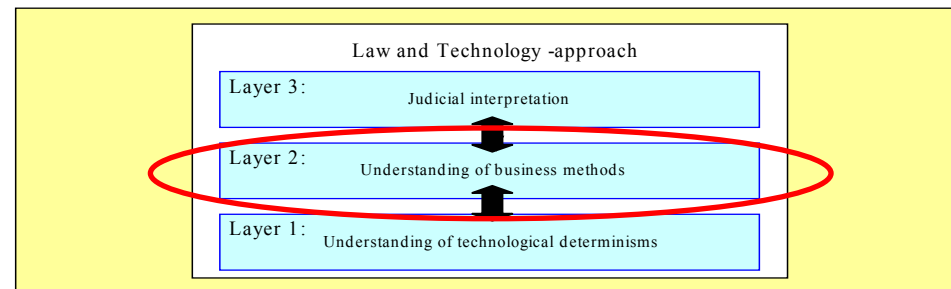 Law and Technology -approach
Layer 3:
Judicial interpretation
Layer 2:
Understanding of business methods
Layer 1:
Understanding of technological determinisms